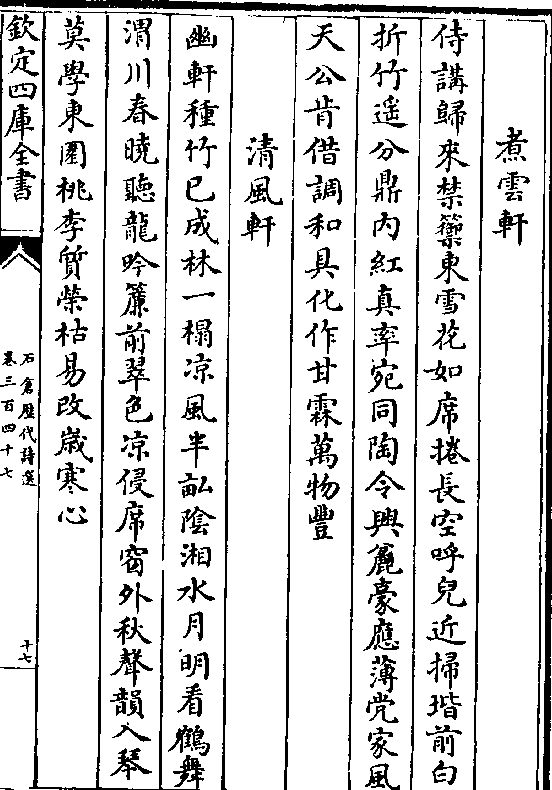 煮雲軒
侍講歸來禁籞東雪花如席捲長空呼兒近掃堦前白
折竹遥分鼎内紅真率宛同陶令興麄豪應薄党家風
天公肯借調和具化作甘霖萬物豐
清風軒
幽軒種竹已成林一榻凉風半畝陰湘水月明看鶴舞
渭川春曉聽龍吟簾前翠色凉侵席窗外秋聲韻入琴
莫學東園桃李質榮枯易改歲寒心
欽定四庫全書
石倉歷代詩選
卷三百四十七
十七